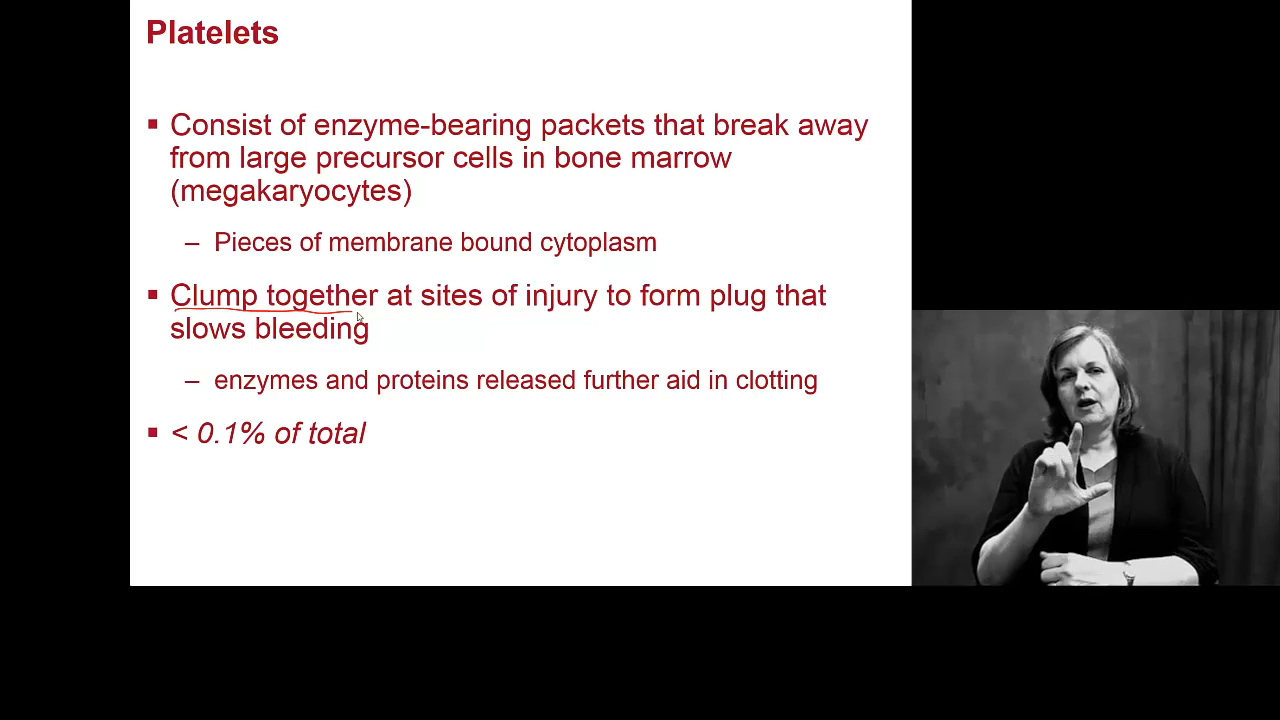 Platelets
▪ Consist of enzyme-bearing packets that break away
from large precursor cells in bone marrow
(megakaryocytes)
– Pieces of membrane bound cytoplasm
▪ Clump together at sites of injury to form plug that
slows bleeding
– enzymes and proteins released further aid in clotting
▪ < 0.1% of total